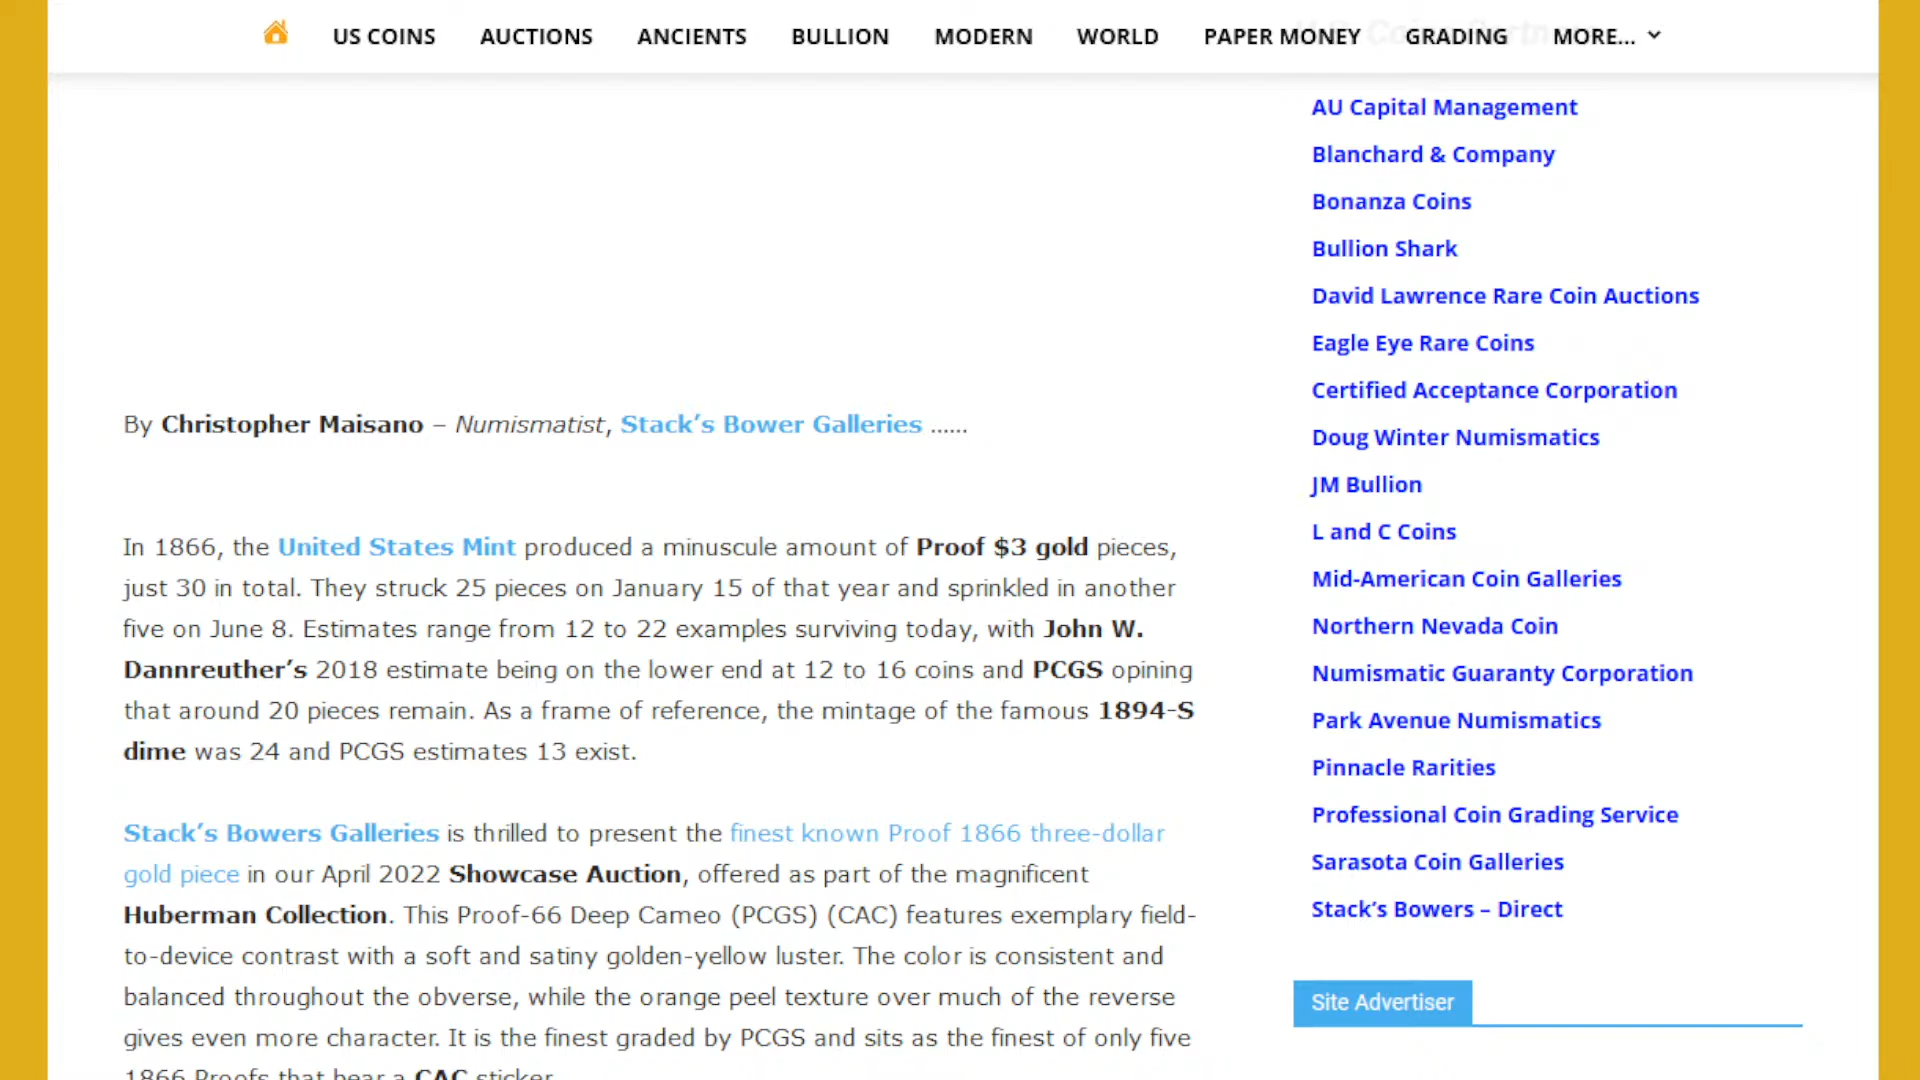 US COINS AUCTIONS ANCIENTS BULLION MODERN WORLD PAPER MONEY GRADING MORE...
By Christopher Maisano – Numismatist, Stack’s Bower Galleries ......
In 1866, the United States Mint produced a minuscule amount of Proof $3 gold pieces,
just 30 in total. They struck 25 pieces on January 15 of that year and sprinkled in another
five on June 8. Estimates range from 12 to 22 examples surviving today, with John W.
Dannreuther’s 2018 estimate being on the lower end at 12 to 16 coins and PCGS opining
that around 20 pieces remain. As a frame of reference, the mintage of the famous 1894-S
dime was 24 and PCGS estimates 13 exist.
Stack’s Bowers Galleries is thrilled to present the finest known Proof 1866 three-dollar
gold piece in our April 2022 Showcase Auction, offered as part of the magnificent
Huberman Collection. This Proof-66 Deep Cameo (PCGS) (CAC) features exemplary field-
to-device contrast with a soft and satiny golden-yellow luster. The color is consistent and
balanced throughout the obverse, while the orange peel texture over much of the reverse
gives even more character. It is the finest graded by PCGS and sits as the finest of only five
1866 Proofs that bear a CAC sticker.
AU Capital Management
Blanchard & Company
Bonanza Coins
Bullion Shark
David Lawrence Rare Coin Auctions
Eagle Eye Rare Coins
Certified Acceptance Corporation
Doug Winter Numismatics
JM Bullion
L and C Coins
Mid-American Coin Galleries
Northern Nevada Coin
Numismatic Guaranty Corporation
Park Avenue Numismatics
Pinnacle Rarities
Professional Coin Grading Service
Sarasota Coin Galleries
Stack’s Bowers – Direct
Site Advertiser